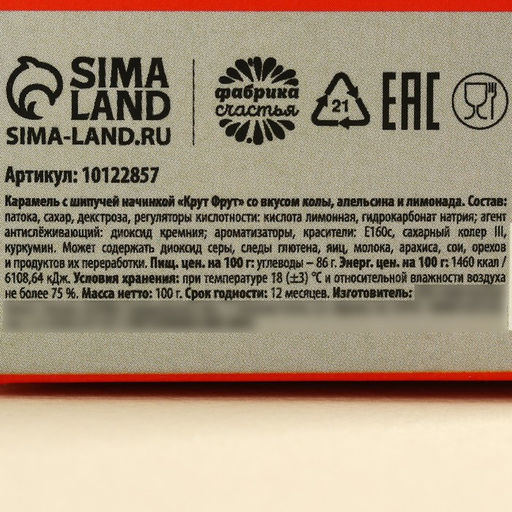 SIMA
LAND
SIMA-LAND.RU
фабрика
счастья
21
EAC
Артикул: 10122857
Карамель с шипучей начинкой «Крут Фрут» со вкусом колы, апельсина и лимонада. Состав:
патока, сахар, декстроза, регуляторы кислотности: кислота лимонная, гидрокарбонат натрия; агент
антислёживающий: диоксид кремния; ароматизаторы, красители: Е160с, сахарный колер III,
куркумин. Может содержать диоксид серы, следы глютена, яиц, молока, арахиса, сои, орехов
и продуктов их переработки. Пищ. цен. на 100 г: углеводы – 86 г. Энерг. цен. на 100 г: 1460 ккал /
6108,64 кДж. Условия хранения: при температуре 18 (±3) °С и относительной влажности воздуха
не более 75 %. Масса нетто: 100 г. Срок годности: 12 месяцев. Изготовитель: